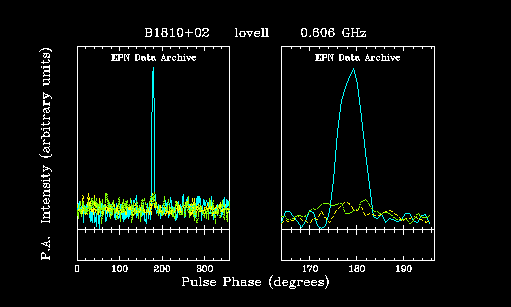 B1810+02 lovell 0.606 GHz
EPN Data Archive EPN Data Archive
P.A. Intensity (arbitrary units)
0 100 200 300 170 180 190
Pulse Phase (degrees)